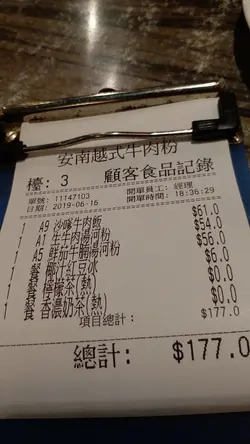 安南越式牛肉粉
檯: 3 顧客食品記錄
單號: 11147103 開單員工: 經理
日期: 2019-06-16 開單時間: 18:36:29
1 A9 沙嗲牛肉飯 $61.0
1 A1 生牛肉湯河粉 $54.0
1 A5 鮮茄牛腩湯河粉 $56.0
1 餐 椰汁紅豆冰 $6.0
1 餐 檸檬茶(熱) $0.0
1 餐 香濃奶茶(熱) $0.0
項目總計: $177.0
總計: $177.0